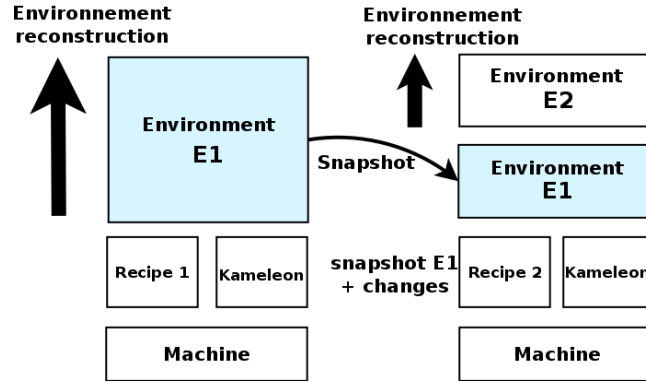 Environnement
reconstruction
Environment
E1
Snapshot
Recipe 1
Kameleon
Machine
Environnement
reconstruction
Environment
E2
Environment
E1
snapshot E1
+ changes
Recipe 2
Kameleon
Machine